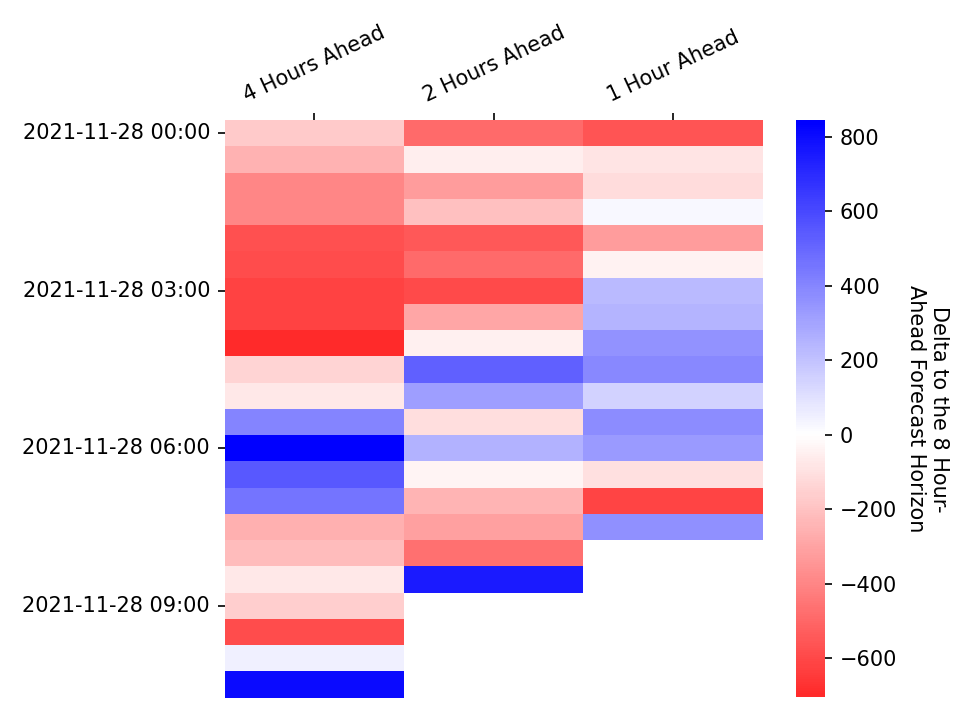 4 Hours Ahead
2 Hours Ahead
1 Hour Ahead
2021-11-28 00:00
2021-11-28 03:00
2021-11-28 06:00
2021-11-28 09:00
800
600
400
200
0
−200
−400
−600
Delta to the 8 Hour-
Ahead Forecast Horizon